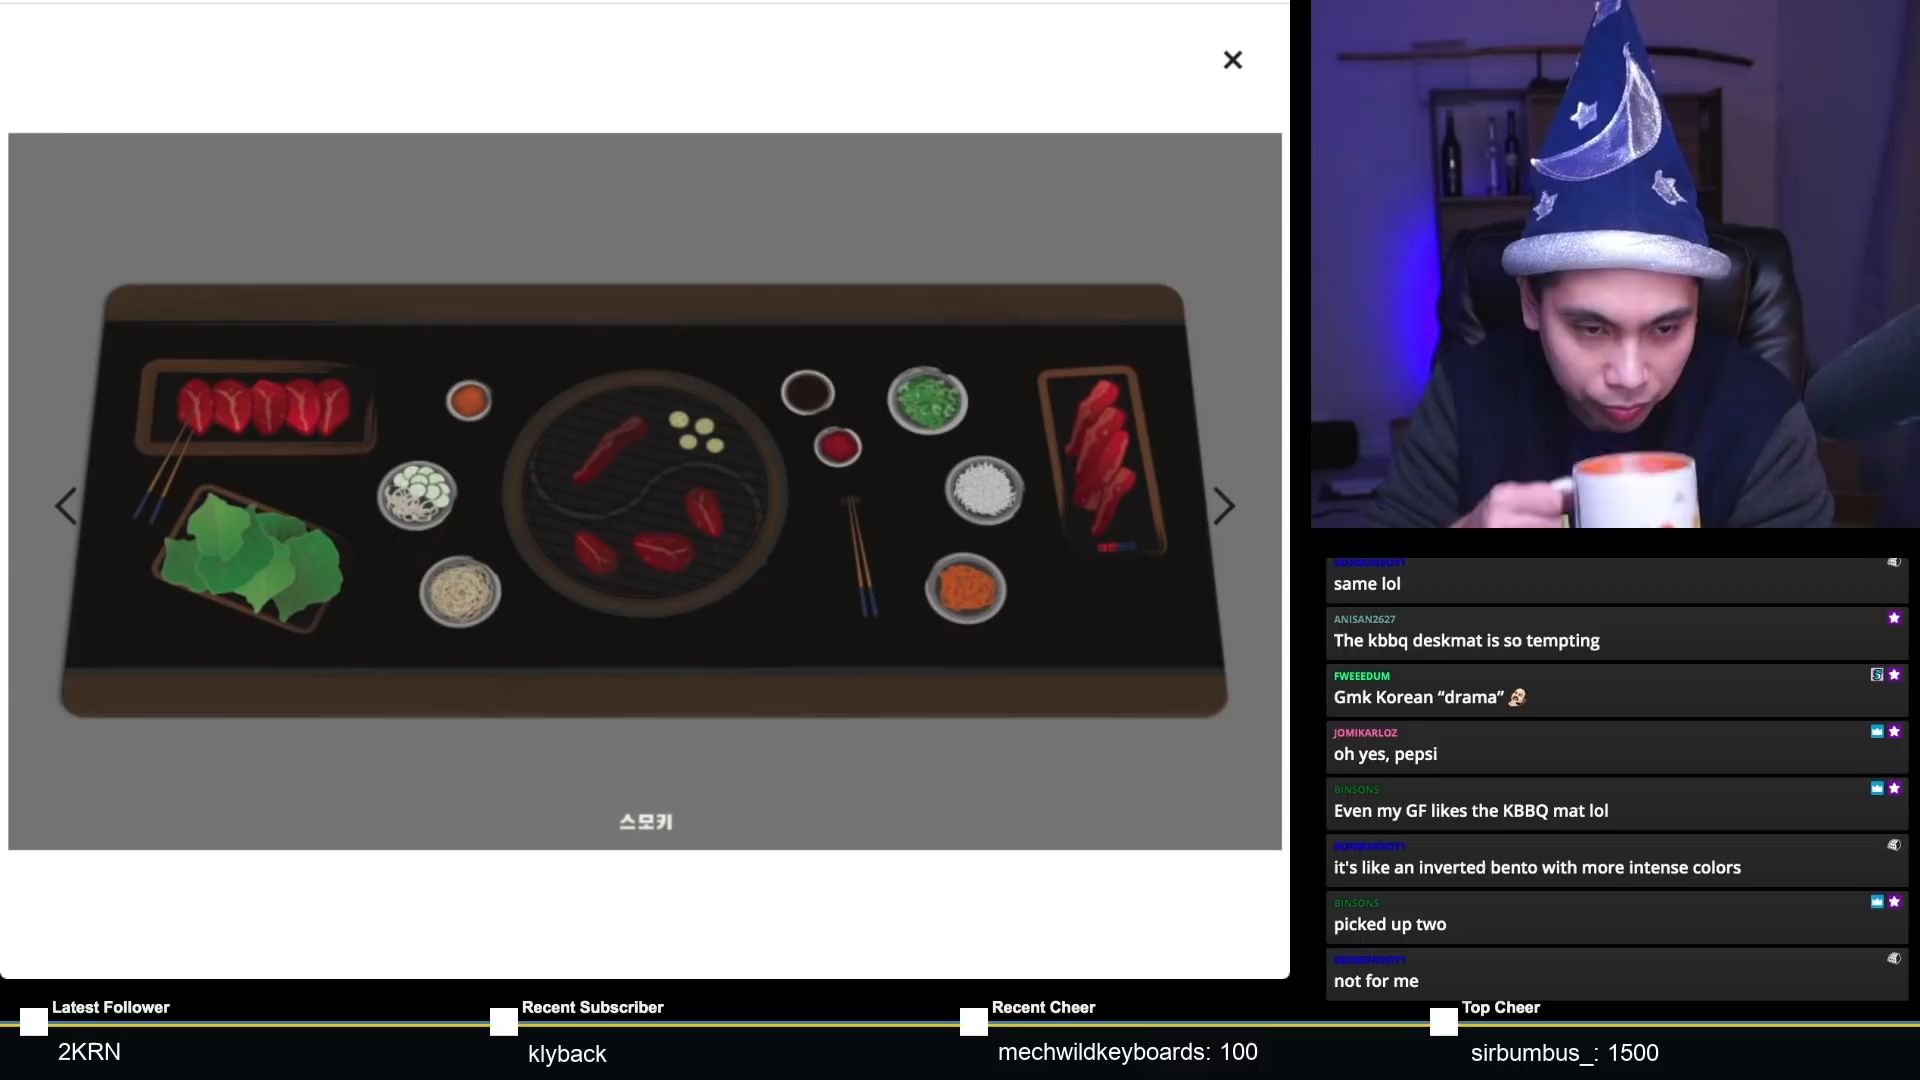 스모키
same lol
ANISAN2627
The kbbq deskmat is so tempting
FWEEEDUM
Gmk Korean “drama”
JOMIKARLOZ
oh yes, pepsi
BINSONS
Even my GF likes the KBBQ mat lol
it's like an inverted bento with more intense colors
BINSONS
picked up two
not for me
Latest Follower
2KRN
Recent Subscriber
klyback
Recent Cheer
mechwildkeyboards: 100
Top Cheer
sirbumbus_: 1500